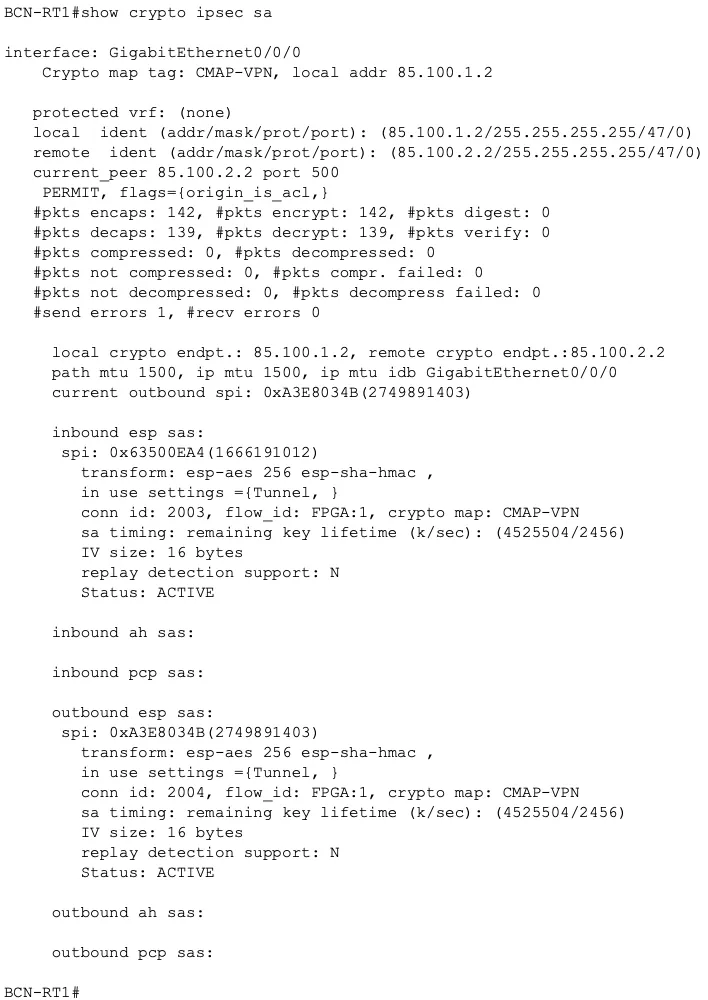 BCN-RT1#show crypto ipsec sa
interface: GigabitEthernet0/0/0
Crypto map tag: CMAP-VPN, local addr 85.100.1.2
protected vrf: (none)
local  ident (addr/mask/prot/port): (85.100.1.2/255.255.255.255/47/0)
remote  ident (addr/mask/prot/port): (85.100.2.2/255.255.255.255/47/0)
current_peer 85.100.2.2 port 500
PERMIT, flags={origin_is_acl,}
#pkts encaps: 142, #pkts encrypt: 142, #pkts digest: 0
#pkts decaps: 139, #pkts decrypt: 139, #pkts verify: 0
#pkts compressed: 0, #pkts decompressed: 0
#pkts not compressed: 0, #pkts compr. failed: 0
#pkts not decompressed: 0, #pkts decompress failed: 0
#send errors 1, #recv errors 0
local crypto endpt.: 85.100.1.2, remote crypto endpt.:85.100.2.2
path mtu 1500, ip mtu 1500, ip mtu idb GigabitEthernet0/0/0
current outbound spi: 0xA3E8034B(2749891403)
inbound esp sas:
spi: 0x63500EA4(1666191012)
transform: esp-aes 256 esp-sha-hmac ,
in use settings ={Tunnel, }
conn id: 2003, flow_id: FPGA:1, crypto map: CMAP-VPN
sa timing: remaining key lifetime (k/sec): (4525504/2456)
IV size: 16 bytes
replay detection support: N
Status: ACTIVE
inbound ah sas:
inbound pcp sas:
outbound esp sas:
spi: 0xA3E8034B(2749891403)
transform: esp-aes 256 esp-sha-hmac ,
in use settings ={Tunnel, }
conn id: 2004, flow_id: FPGA:1, crypto map: CMAP-VPN
sa timing: remaining key lifetime (k/sec): (4525504/2456)
IV size: 16 bytes
replay detection support: N
Status: ACTIVE
outbound ah sas:
outbound pcp sas:
BCN-RT1#